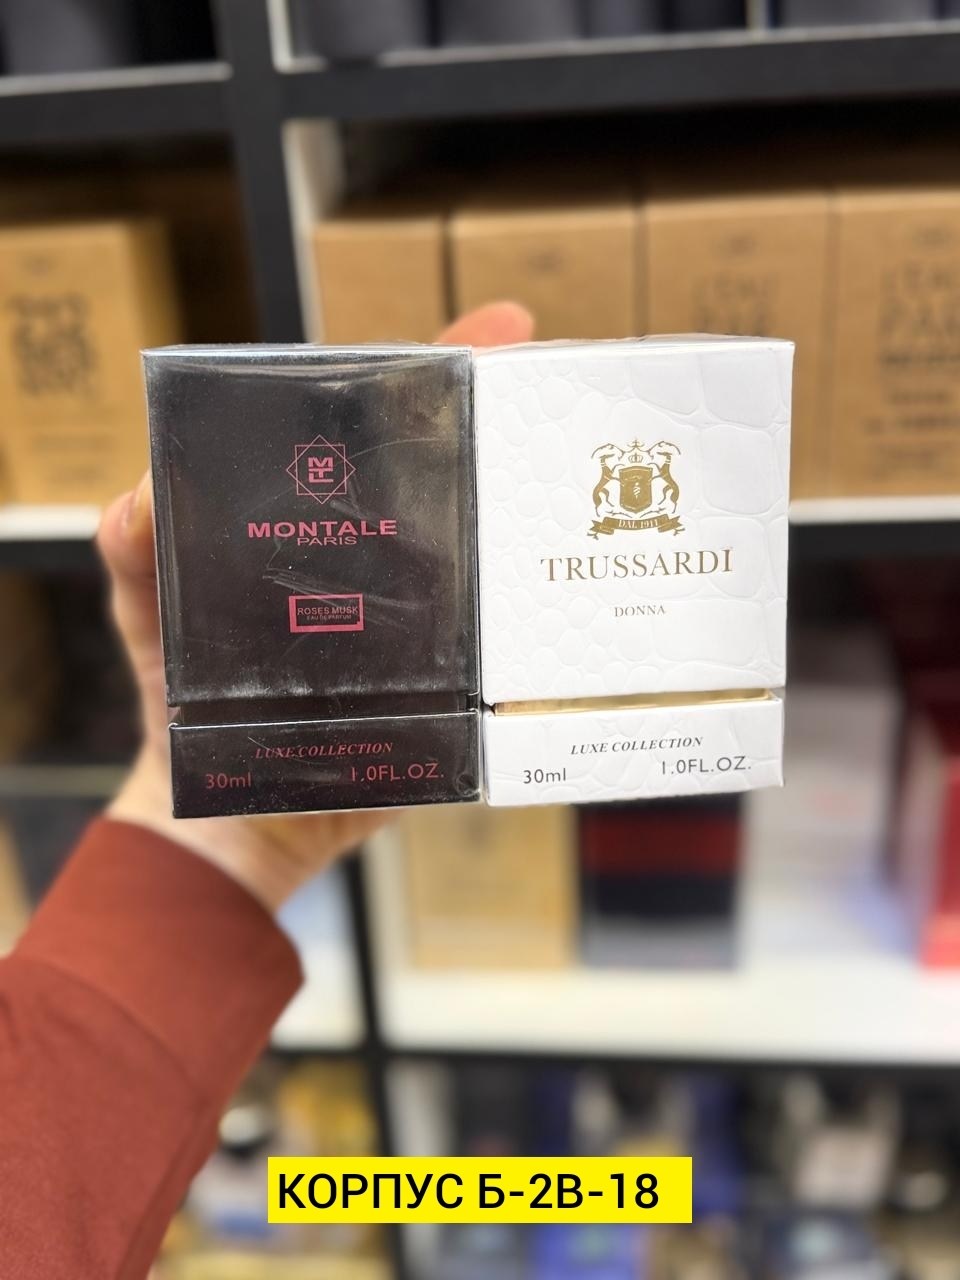 MTL
MONTALE
PARIS
ROSES MUSK
EAU DE PARFUM
LUXE COLLECTION
30ml 1.0FL.OZ.
DAL 1911
TRUSSARDI
DONNA
LUXE COLLECTION
30ml 1.0FL.OZ.
КОРПУС Б-2В-18